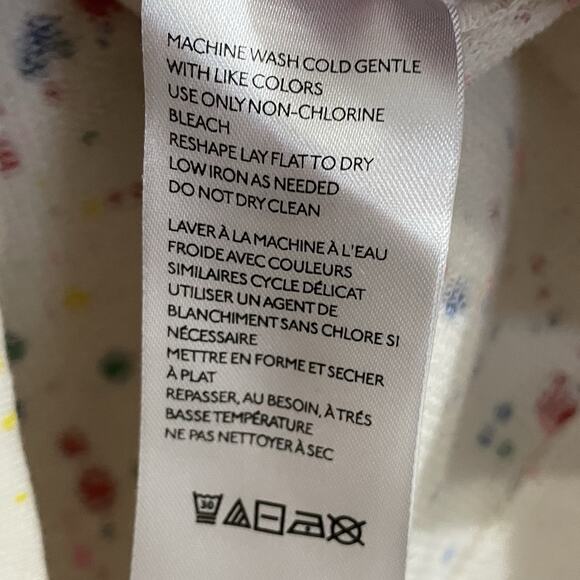 MACHINE WASH COLD GENTLE
WITH LIKE COLORS
USE ONLY NON-CHLORINE
BLEACH
RESHAPE LAY FLAT TO DRY
LOW IRON AS NEEDED
DO NOT DRY CLEAN
LAVER À LA MACHINE À L'EAU
FROIDE AVEC COULEURS
SIMILAIRES CYCLE DÉLICAT
UTILISER UN AGENT DE
BLANCHIMENT SANS CHLORE SI
NÉCESSAIRE
METTRE EN FORME ET SECHER
À PLAT
REPASSER, AU BESOIN, À TRÉS
BASSE TEMPÉRATURE
NE PAS NETTOYER À SEC
30